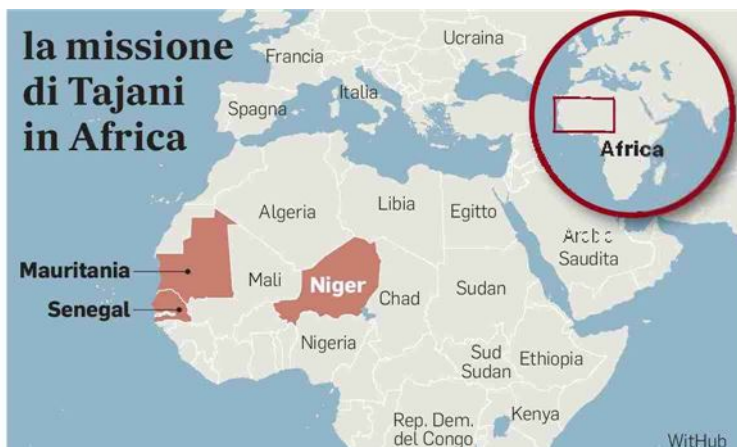 la missione
di Tajani
in Africa
Francia
Ucraina
Italia
Spagna
Africa
Algeria
Libia
Egitto
Arabia
Saudita
Mauritania
Mali
Niger
Chad
Sudan
Senegal
Nigeria
Sud
Sudan
Ethiopia
Rep. Dem.
del Congo
Kenya
WitHub